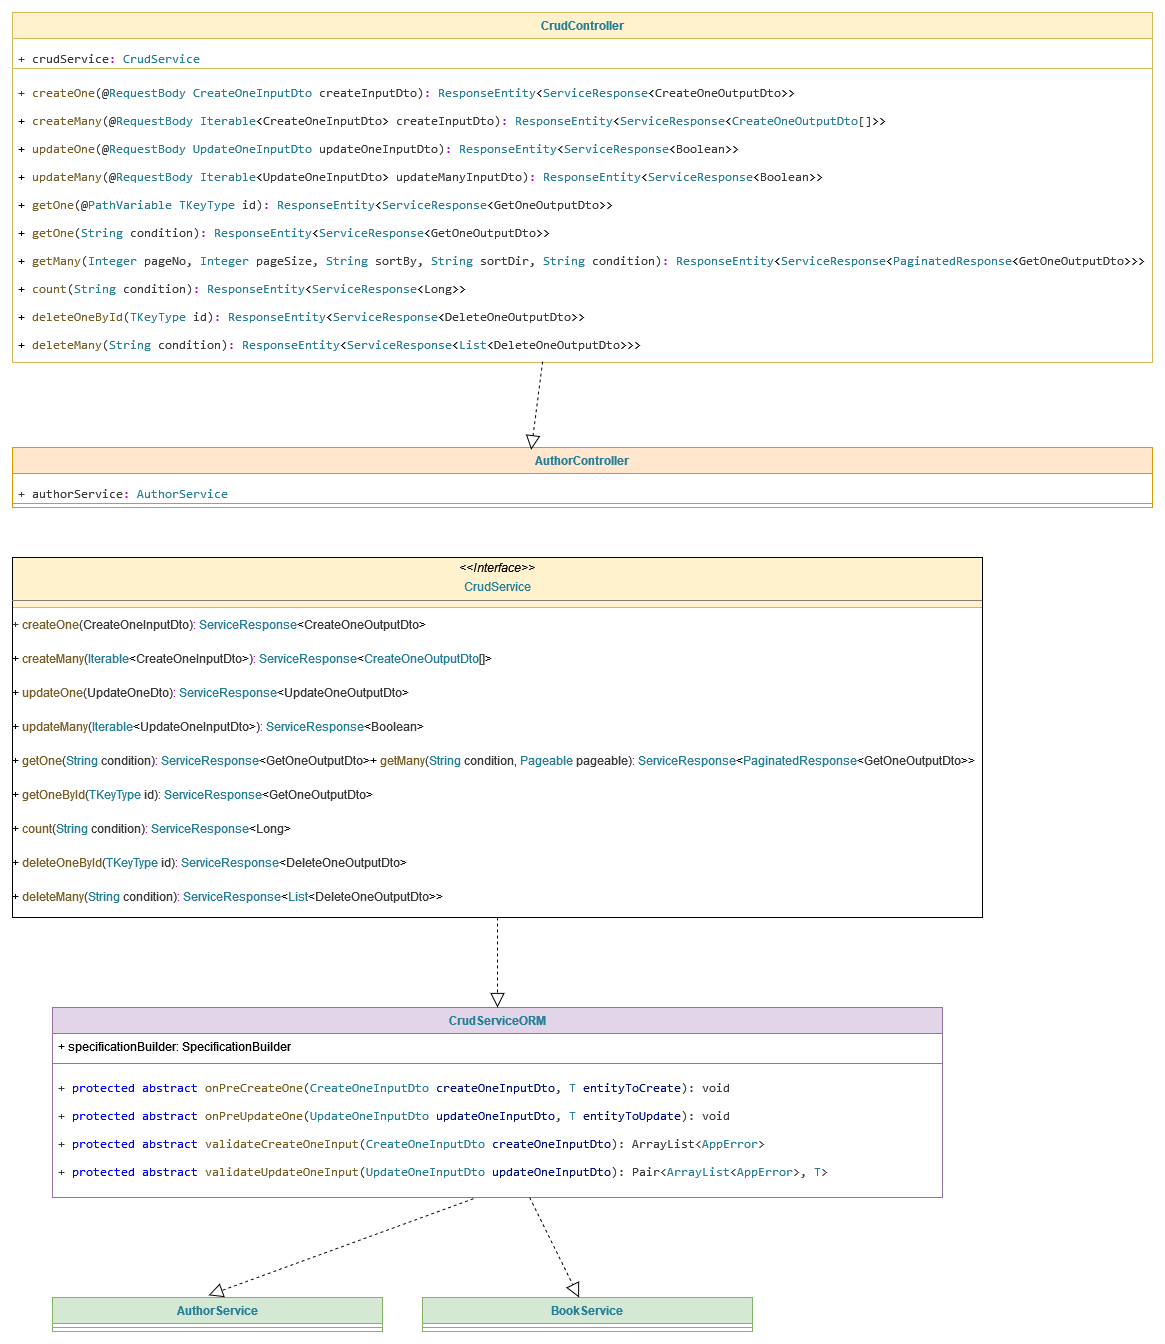 CrudController
+ crudService: CrudService
+ createOne(@RequestBody CreateOneInputDto createInputDto): ResponseEntity<ServiceResponse<CreateOneOutputDto>>
+ createMany(@RequestBody Iterable<CreateOneInputDto> createInputDto): ResponseEntity<ServiceResponse<CreateOneOutputDto[]>>
+ updateOne(@RequestBody UpdateOneInputDto updateOneInputDto): ResponseEntity<ServiceResponse<Boolean>>
+ updateMany(@RequestBody Iterable<UpdateOneInputDto> updateManyInputDto): ResponseEntity<ServiceResponse<Boolean>>
+ getOne(@PathVariable TKeyType id): ResponseEntity<ServiceResponse<GetOneOutputDto>>
+ getOne(String condition): ResponseEntity<ServiceResponse<GetOneOutputDto>>
+ getMany(Integer pageNo, Integer pageSize, String sortBy, String sortDir, String condition): ResponseEntity<ServiceResponse<PaginatedResponse<GetOneOutputDto>>>
+ count(String condition): ResponseEntity<ServiceResponse<Long>>
+ deleteOneById(TKeyType id): ResponseEntity<ServiceResponse<DeleteOneOutputDto>>
+ deleteMany(String condition): ResponseEntity<ServiceResponse<List<DeleteOneOutputDto>>>
AuthorController
+ authorService: AuthorService
<<Interface>>
CrudService
+ createOne(CreateOneInputDto): ServiceResponse<CreateOneOutputDto>
+ createMany(Iterable<CreateOneInputDto>): ServiceResponse<CreateOneOutputDto[]>
+ updateOne(UpdateOneDto): ServiceResponse<UpdateOneOutputDto>
+ updateMany(Iterable<UpdateOneInputDto>): ServiceResponse<Boolean>
+ getOne(String condition): ServiceResponse<GetOneOutputDto>+ getMany(String condition, Pageable pageable): ServiceResponse<PaginatedResponse<GetOneOutputDto>>
+ getOneById(TKeyType id): ServiceResponse<GetOneOutputDto>
+ count(String condition): ServiceResponse<Long>
+ deleteOneById(TKeyType id): ServiceResponse<DeleteOneOutputDto>
+ deleteMany(String condition): ServiceResponse<List<DeleteOneOutputDto>>
CrudServiceORM
+ specificationBuilder: SpecificationBuilder
+ protected abstract onPreCreateOne(CreateOneInputDto createOneInputDto, T entityToCreate): void
+ protected abstract onPreUpdateOne(UpdateOneInputDto updateOneInputDto, T entityToUpdate): void
+ protected abstract validateCreateOneInput(CreateOneInputDto createOneInputDto): ArrayList<AppError>
+ protected abstract validateUpdateOneInput(UpdateOneInputDto updateOneInputDto): Pair<ArrayList<AppError>, T>
AuthorService
BookService